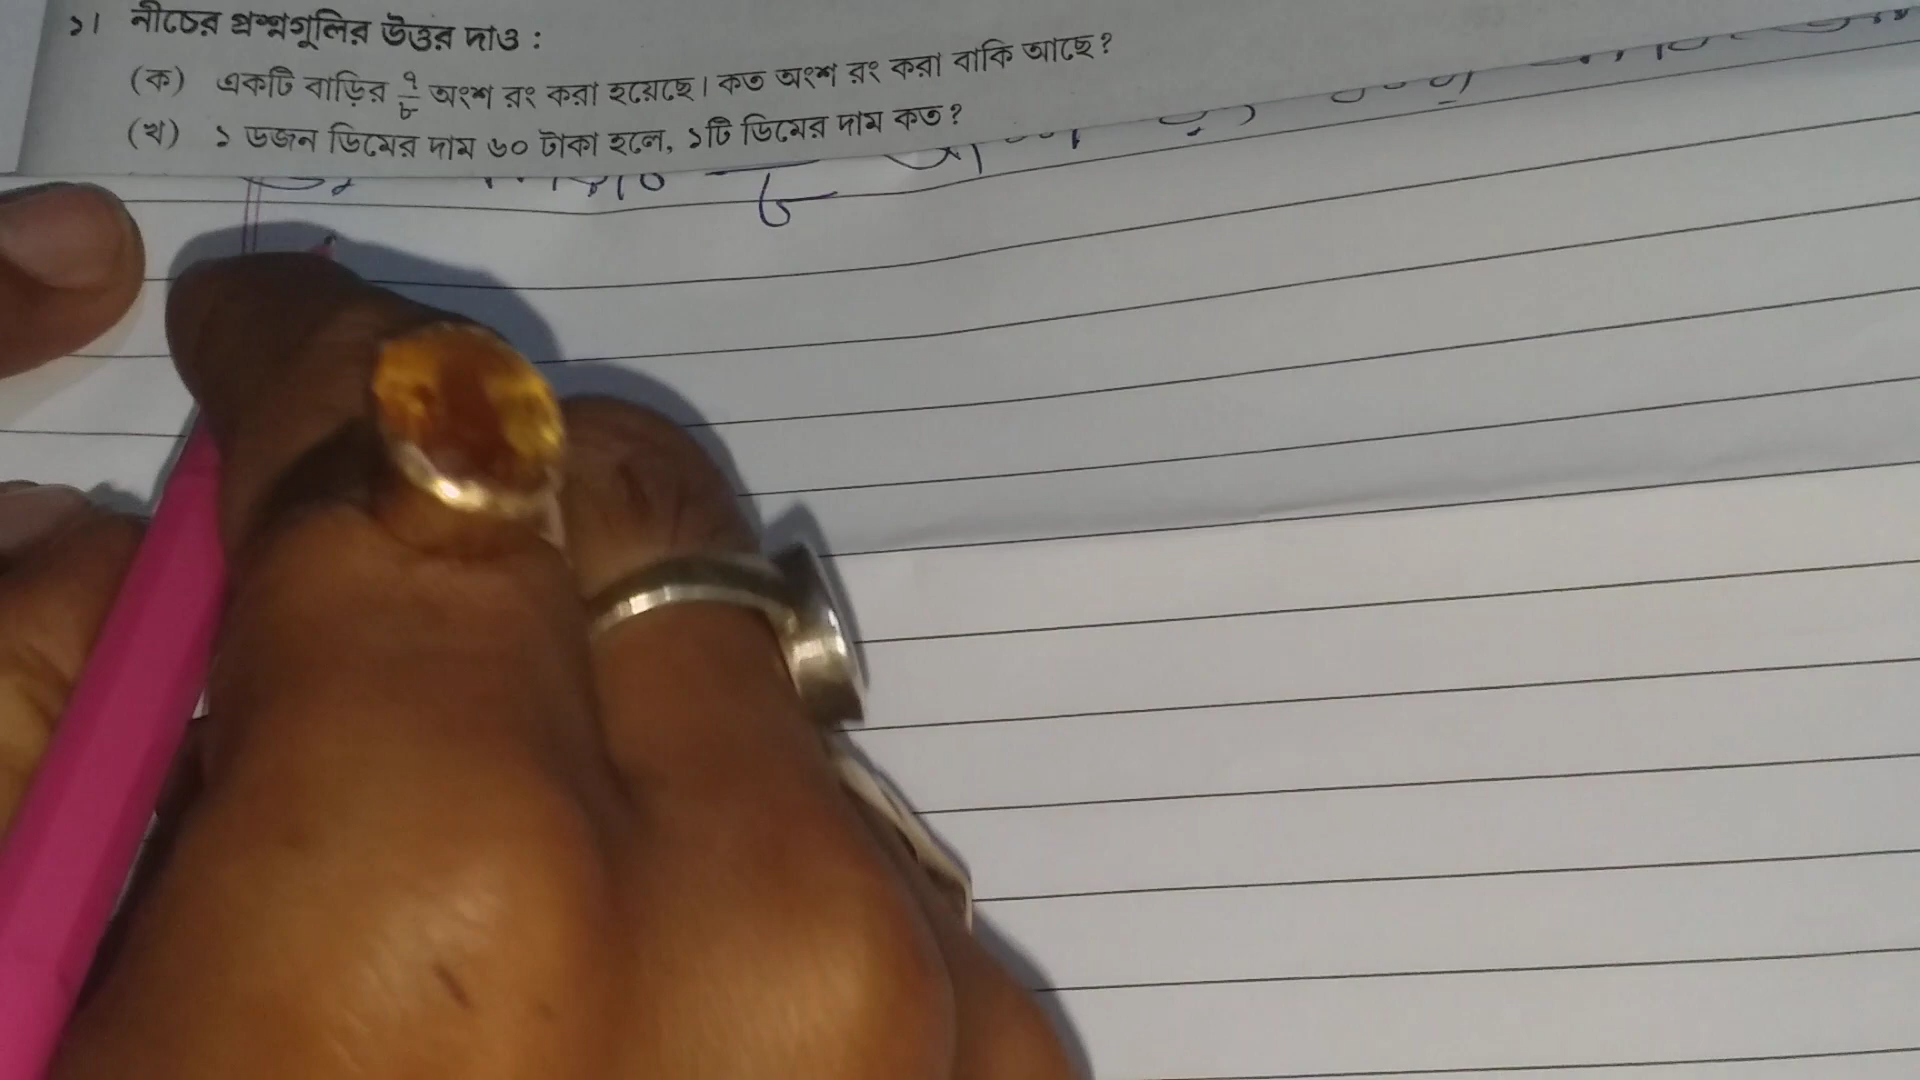 ১। নীচের প্রশ্নগুলির উত্তর দাও :
(ক) একটি বাড়ির ৭/৮ অংশ রং করা হয়েছে। কত অংশ রং করা বাকি আছে?
(খ) ১ ডজন ডিমের দাম ৬০ টাকা হলে, ১টি ডিমের দাম কত?